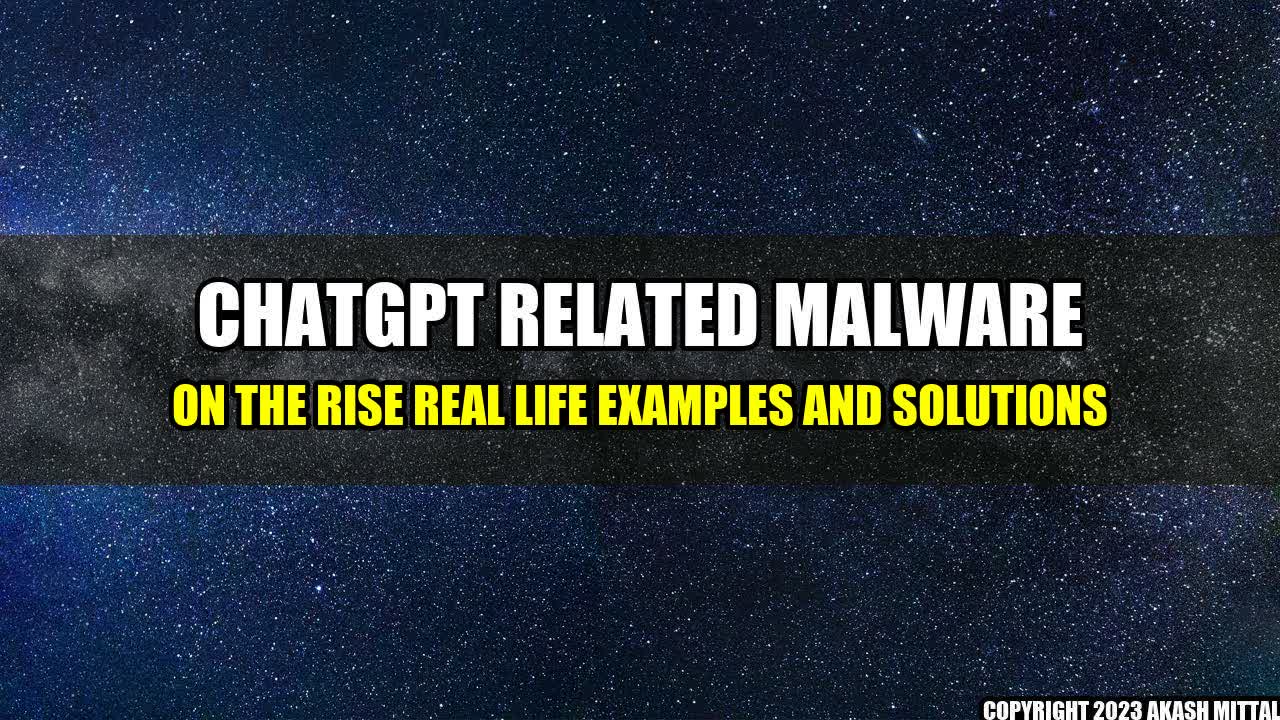 CHATGPT RELATED MALWARE
ON THE RISE REAL LIFE EXAMPLES AND SOLUTIONS
COPYRIGHT 2023 AKASH MITTAL